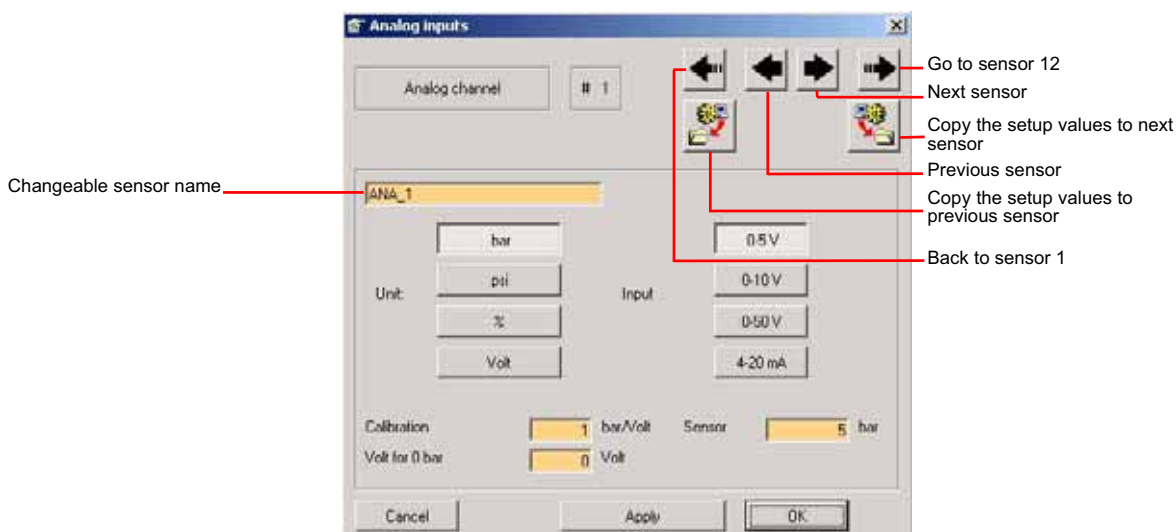 Analog inputs
Analog channel
# 1
Go to sensor 12
Next sensor
Copy the setup values to next
sensor
Previous sensor
Copy the setup values to
previous sensor
Back to sensor 1
Changeable sensor name
ANA_1
Unit:
bar
psi
%
Volt
Input
0-5 V
0-10 V
0-50 V
4-20 mA
Calibration 1 bar/Volt Sensor 5 bar
Volt for 0 bar 0 Volt
Cancel Apply OK